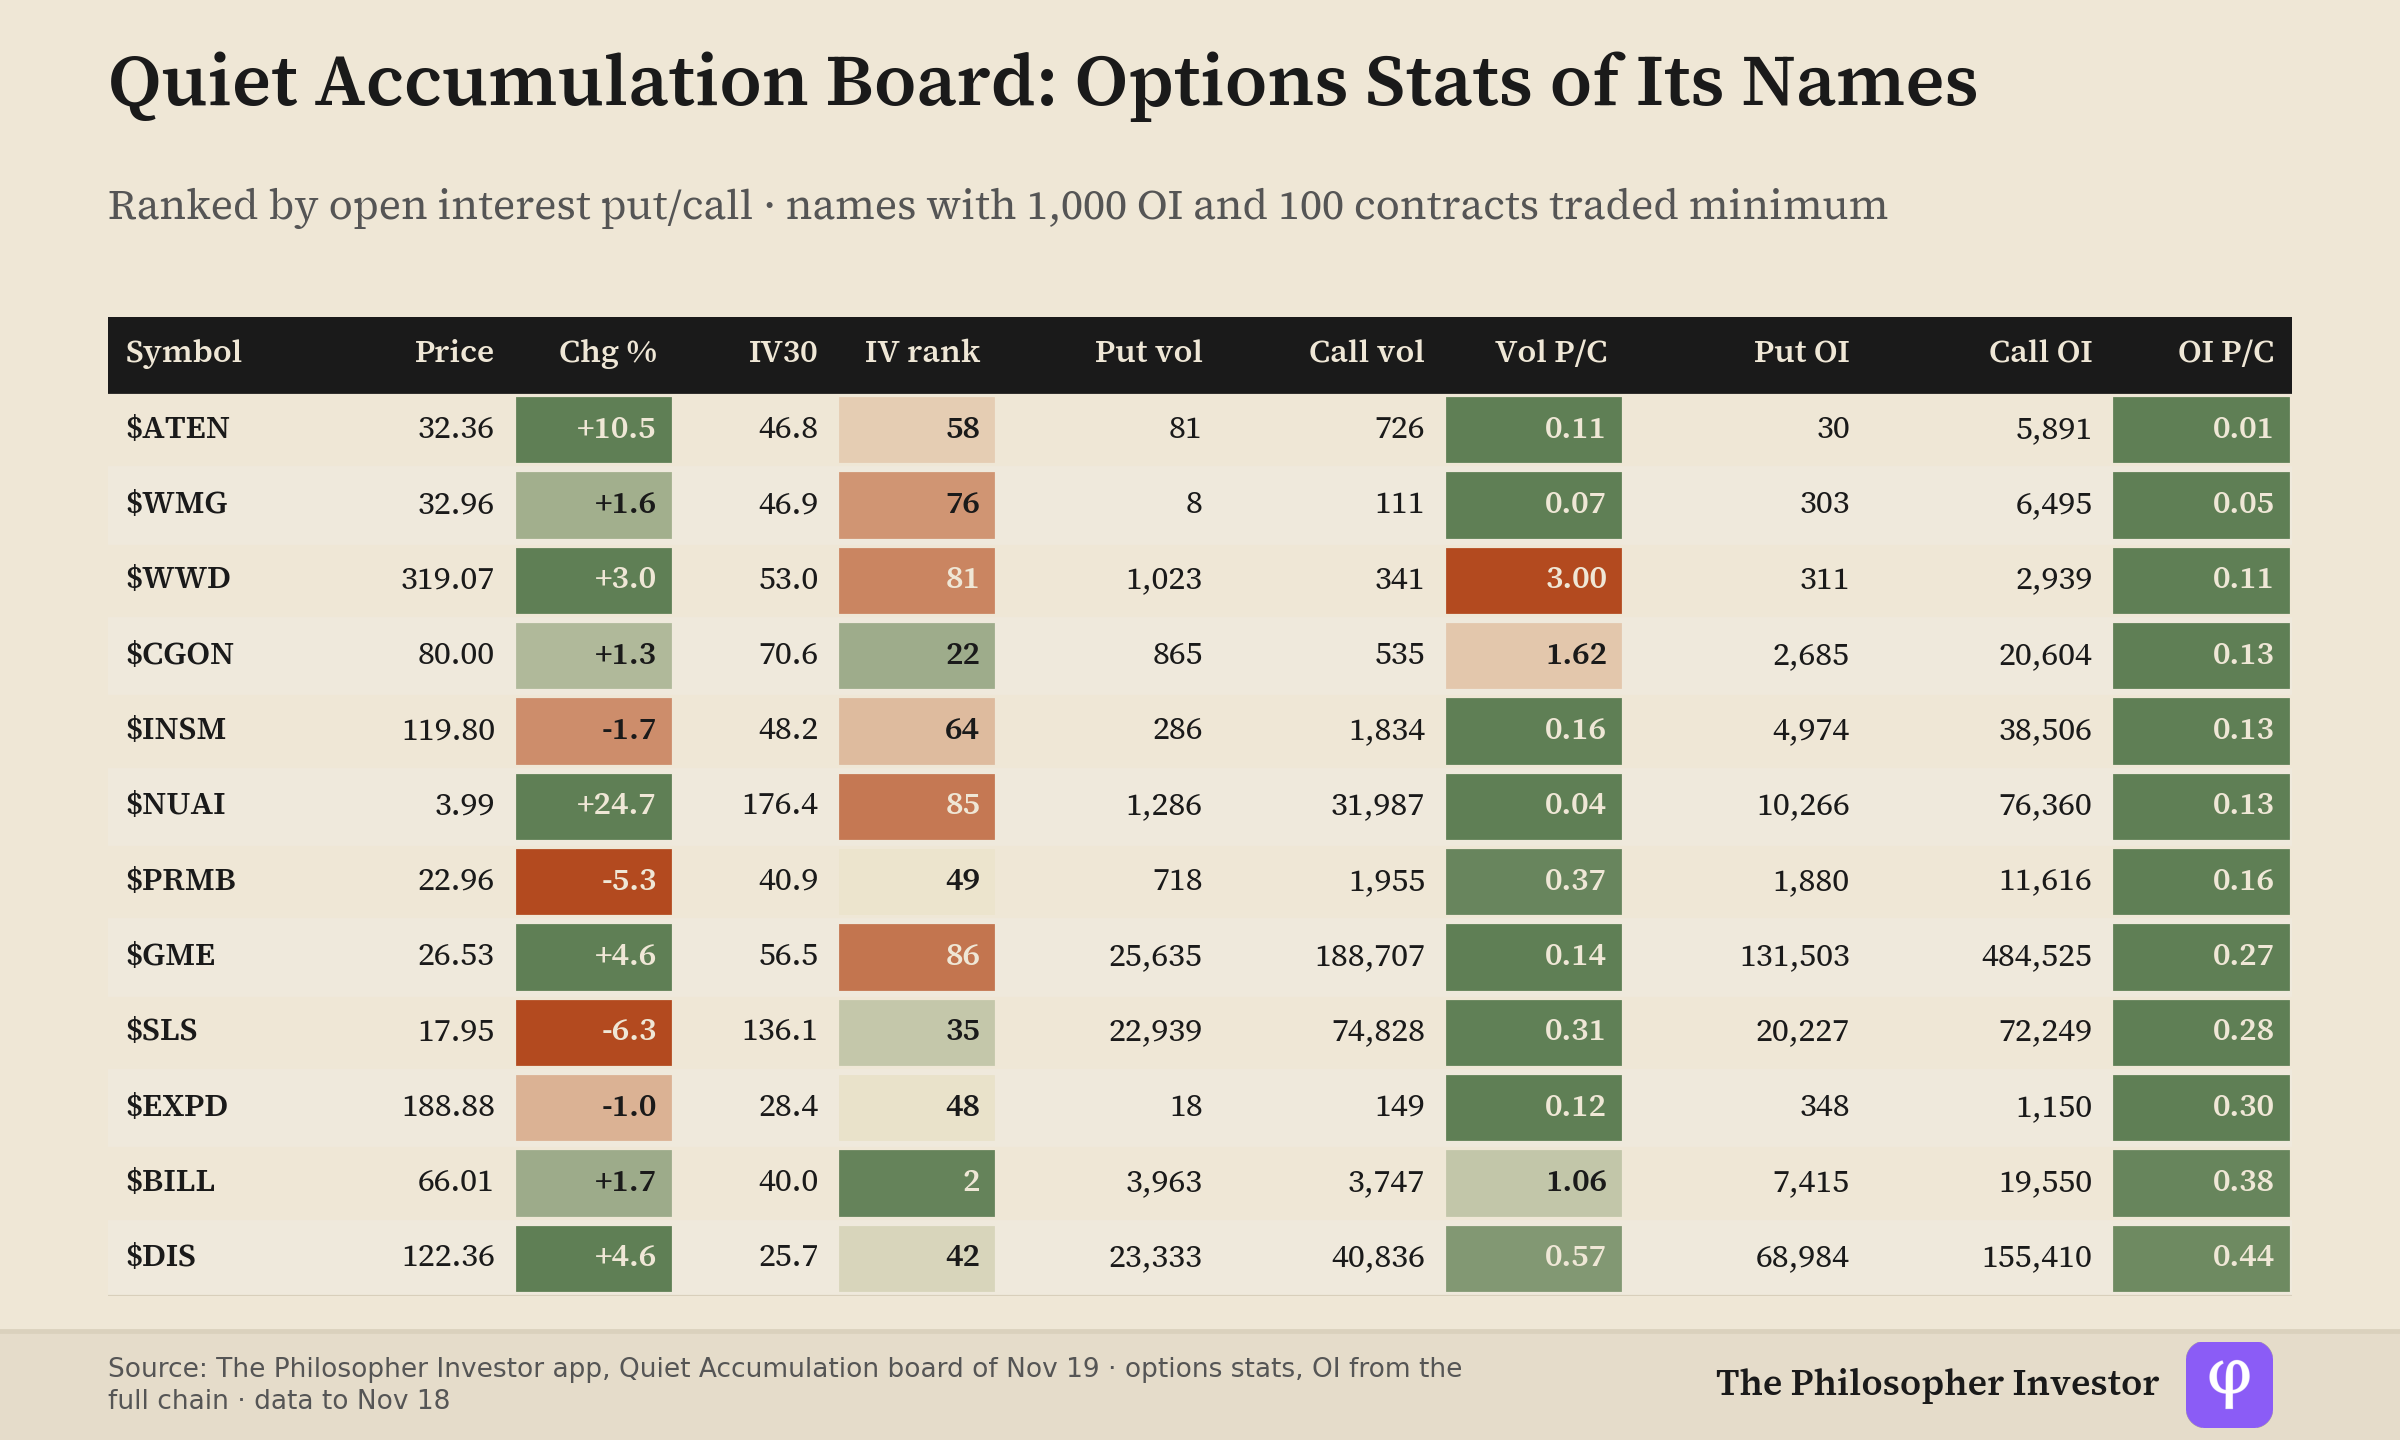 Quiet Accumulation Board: Options Stats of Its Names
Ranked by open interest put/call · names with 1,000 OI and 100 contracts traded minimum
Symbol Price Chg % IV30 IV rank Put vol Call vol Vol P/C Put OI Call OI OI P/C
$ATEN 32.36 +10.5 46.8 58 81 726 0.11 30 5,891 0.01
$WMG 32.96 +1.6 46.9 76 8 111 0.07 303 6,495 0.05
$WWD 319.07 +3.0 53.0 81 1,023 341 3.00 311 2,939 0.11
$CGON 80.00 +1.3 70.6 22 865 535 1.62 2,685 20,604 0.13
$INSM 119.80 -1.7 48.2 64 286 1,834 0.16 4,974 38,506 0.13
$NUAI 3.99 +24.7 176.4 85 1,286 31,987 0.04 10,266 76,360 0.13
$PRMB 22.96 -5.3 40.9 49 718 1,955 0.37 1,880 11,616 0.16
$GME 26.53 +4.6 56.5 86 25,635 188,707 0.14 131,503 484,525 0.27
$SLS 17.95 -6.3 136.1 35 22,939 74,828 0.31 20,227 72,249 0.28
$EXPD 188.88 -1.0 28.4 48 18 149 0.12 348 1,150 0.30
$BILL 66.01 +1.7 40.0 2 3,963 3,747 1.06 7,415 19,550 0.38
$DIS 122.36 +4.6 25.7 42 23,333 40,836 0.57 68,984 155,410 0.44
Source: The Philosopher Investor app, Quiet Accumulation board of Nov 19 · options stats, OI from the
full chain · data to Nov 18
The Philosopher Investor
φ